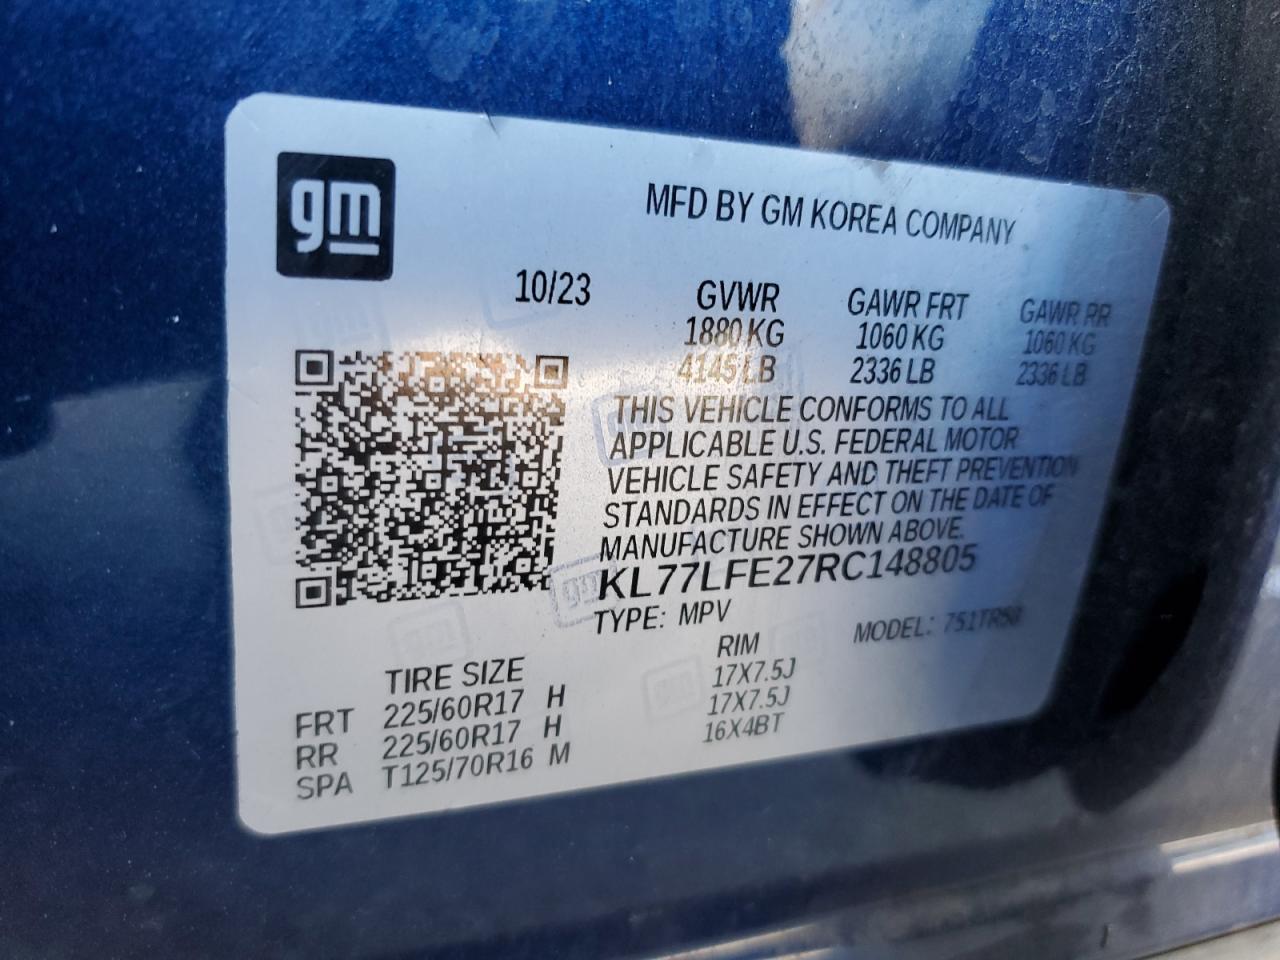 gm
MFD BY GM KOREA COMPANY
10/23
GVWR GAWR FRT GAWR RR
1880 KG 1060 KG 1060 KG
4145 LB 2336 LB 2336 LB
THIS VEHICLE CONFORMS TO ALL
APPLICABLE U.S. FEDERAL MOTOR
VEHICLE SAFETY AND THEFT PREVENTION
STANDARDS IN EFFECT ON THE DATE OF
MANUFACTURE SHOWN ABOVE.
KL77LFE27RC148805
TYPE: MPV MODEL: 751TR58
TIRE SIZE RIM
FRT 225/60R17 H 17X7.5J
RR 225/60R17 H 17X7.5J
SPA T125/70R16 M 16X4BT